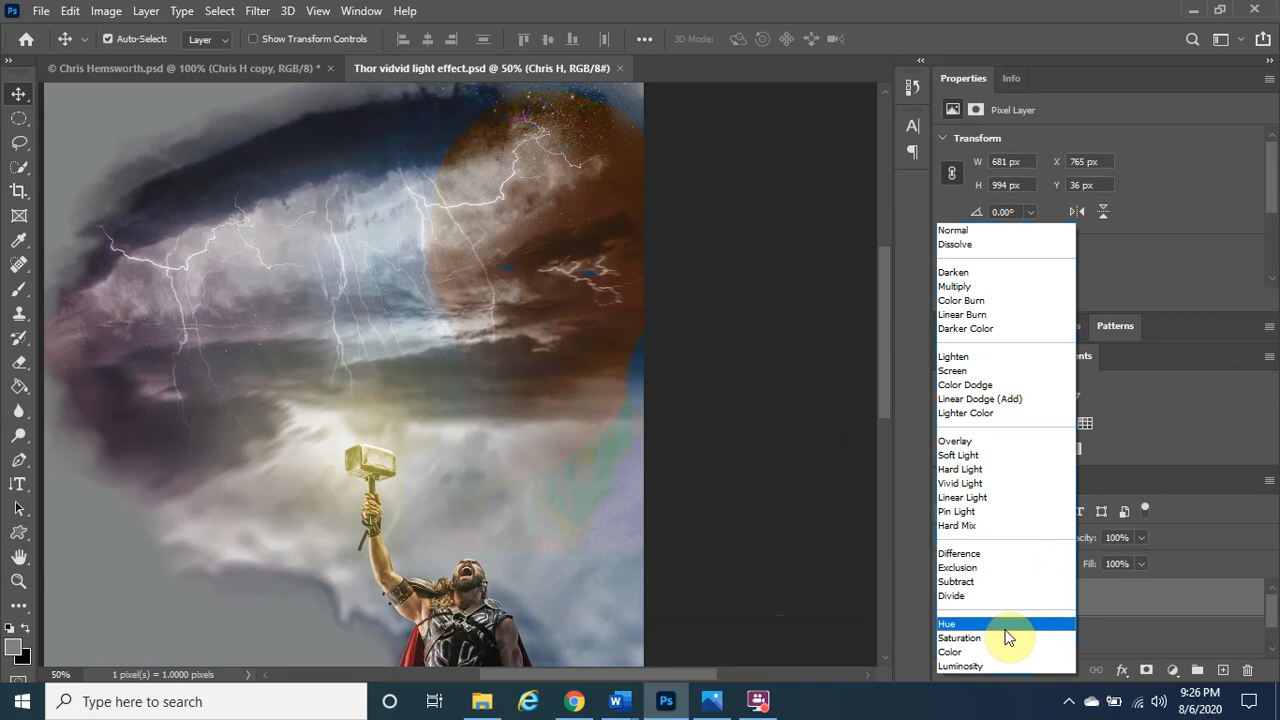 Ps File Edit Image Layer Type Select Filter 3D View Window Help
Auto-Select: Layer Show Transform Controls 3D Mode:
© Chris Hemsworth.psd @ 100% (Chris H copy, RGB/8) * × Thor vidvid light effect.psd @ 50% (Chris H, RGB/8#) ×
Properties Info
Pixel Layer
Transform
W 681 px X 765 px
H 994 px Y 36 px
0.00°
Normal
Dissolve
Darken
Multiply
Color Burn
Linear Burn
Darker Color
Patterns
Lighten
Screen
Color Dodge
Linear Dodge (Add)
Lighter Color
Overlay
Soft Light
Hard Light
Vivid Light
Linear Light
Pin Light
Hard Mix
100%
Difference
Exclusion
Fill: 100%
Subtract
Divide
Hue
Saturation
Color
Luminosity
50% 1 pixel(s) = 1.0000 pixels
Type here to search
9:26 PM
8/6/2020